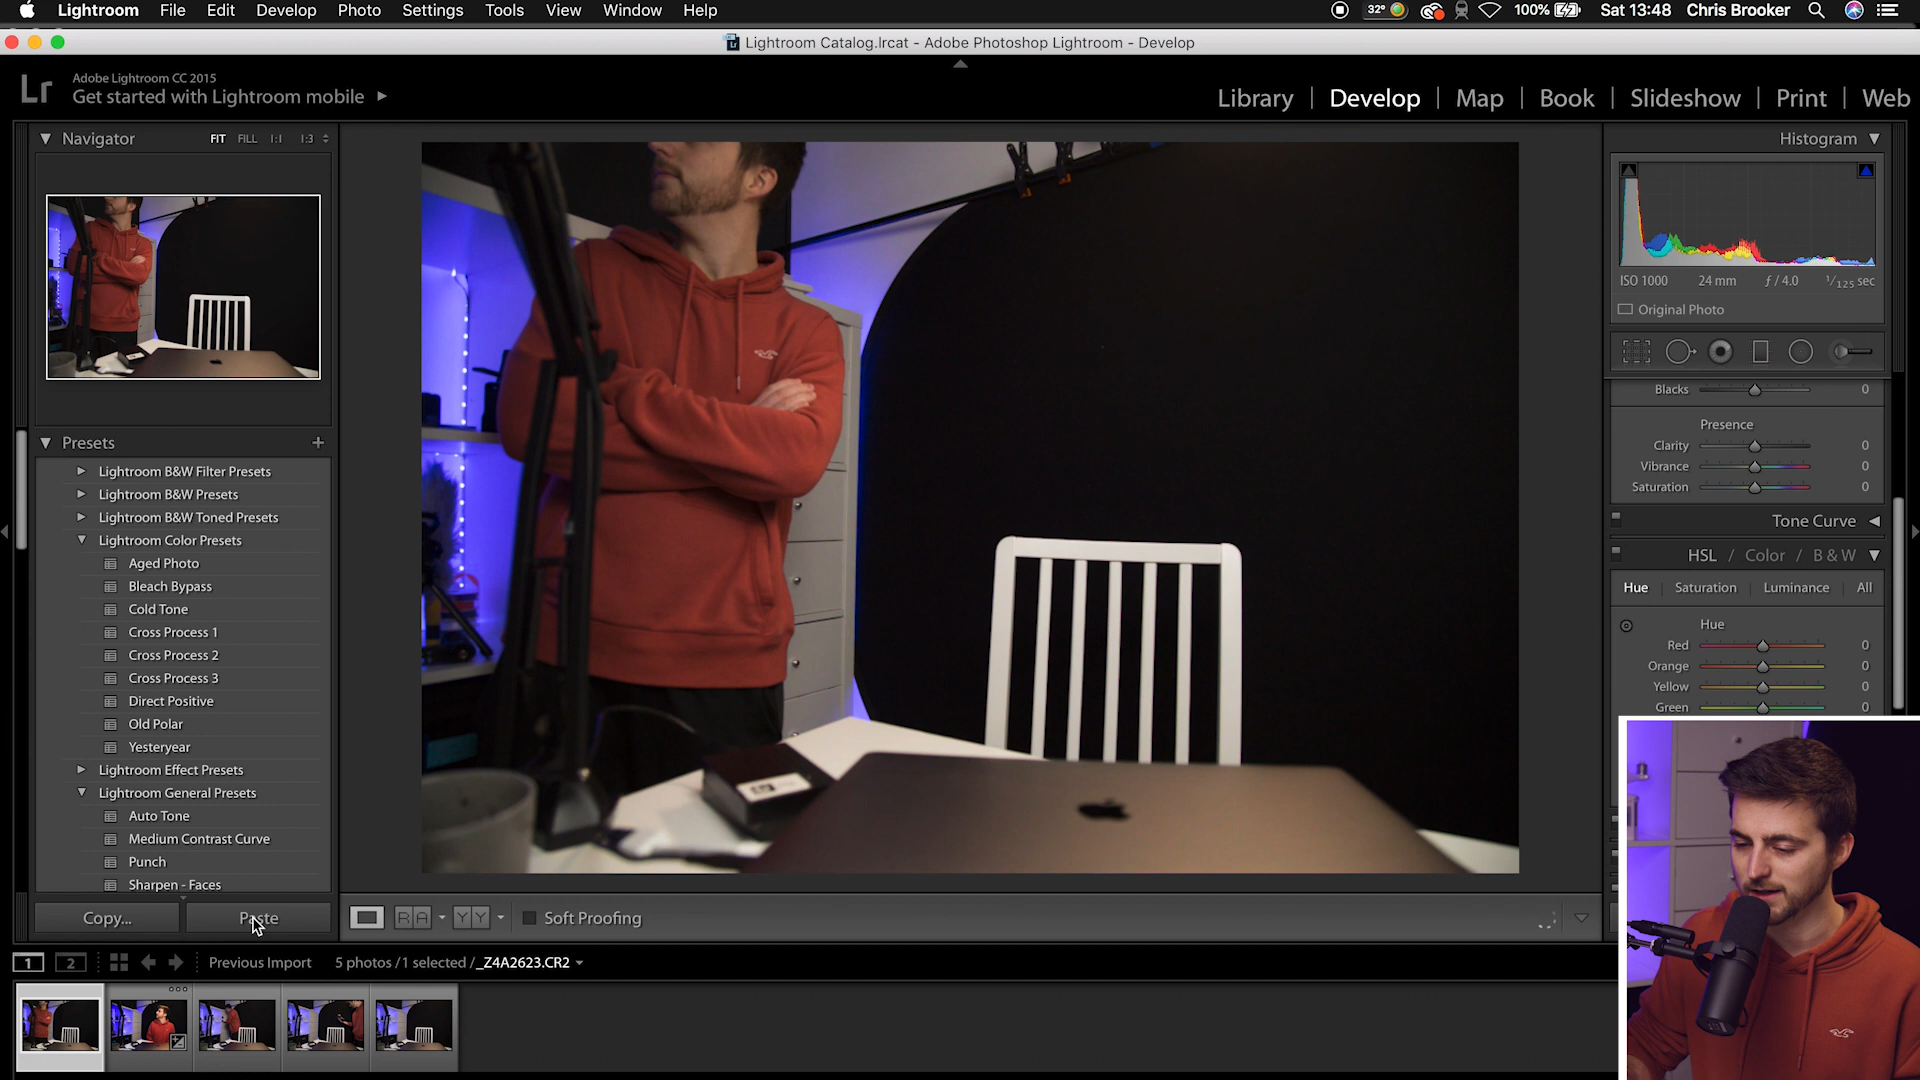 Lightroom File Edit Develop Photo Settings Tools View Window Help 32° 100% Sat 13:48 Chris Brooker
Lightroom Catalog.lrcat - Adobe Photoshop Lightroom - Develop
Lr
Adobe Lightroom CC 2015
Get started with Lightroom mobile
Library | Develop | Map | Book | Slideshow | Print | Web
Navigator FIT FILL 1:1 1:3
Presets +
Lightroom B&W Filter Presets
Lightroom B&W Presets
Lightroom B&W Toned Presets
Lightroom Color Presets
Aged Photo
Bleach Bypass
Cold Tone
Cross Process 1
Cross Process 2
Cross Process 3
Direct Positive
Old Polar
Yesteryear
Lightroom Effect Presets
Lightroom General Presets
Auto Tone
Medium Contrast Curve
Punch
Sharpen - Faces
Copy... Paste
R A Y Y Soft Proofing
Histogram
ISO 1000 24 mm ƒ / 4.0 1/125 sec
Original Photo
Blacks 0
Presence
Clarity 0
Vibrance 0
Saturation 0
Tone Curve
HSL / Color / B & W
Hue Saturation Luminance All
Hue
Red 0
Orange 0
Yellow 0
Green 0
1 2 Previous Import 5 photos / 1 selected / _Z4A2623.CR2